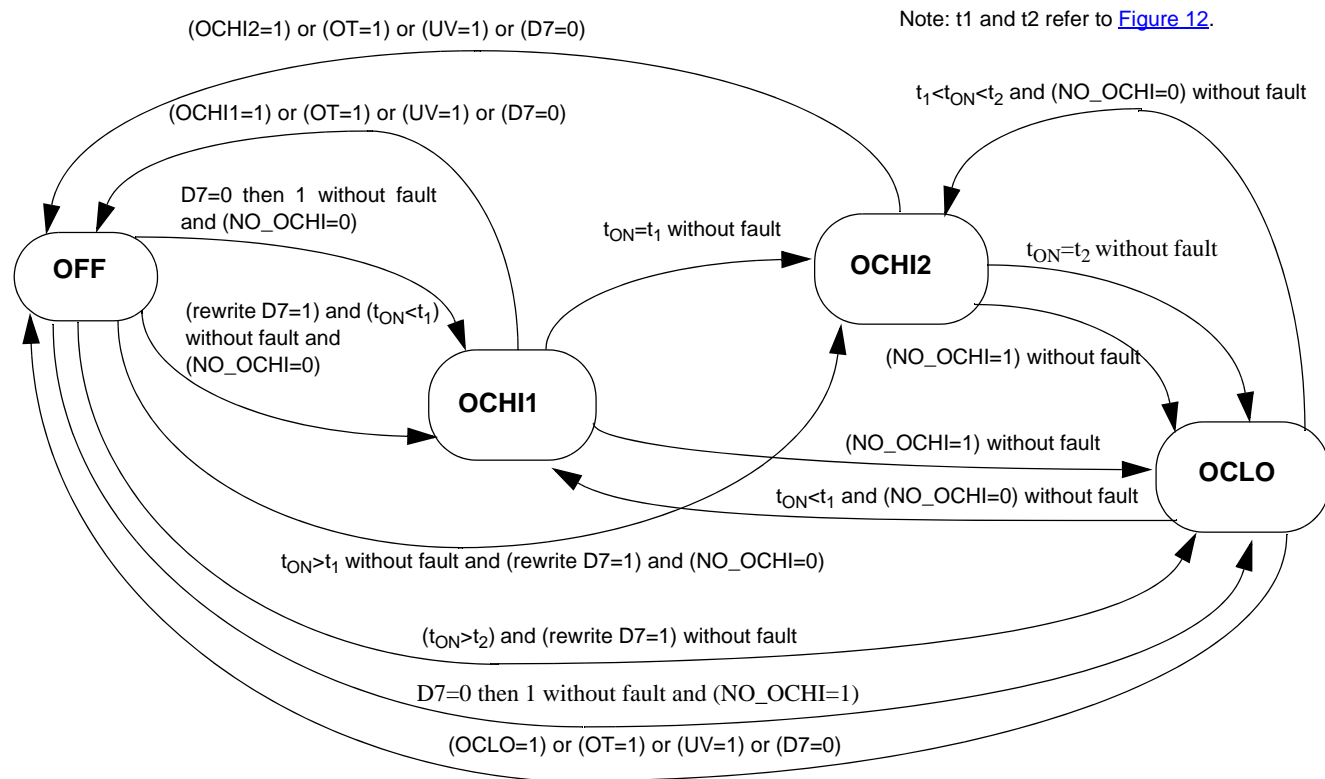 (OCHI2=1) or (OT=1) or (UV=1) or (D7=0)
Note: t1 and t2 refer to Figure 12.
t1<tON<t2 and (NO_OCHI=0) without fault
(OCHI1=1) or (OT=1) or (UV=1) or (D7=0)
D7=0 then 1 without fault
and (NO_OCHI=0)
tON=t1 without fault
OFF
OCHI2
tON=t2 without fault
(rewrite D7=1) and (tON<t1)
without fault and
(NO_OCHI=0)
(NO_OCHI=1) without fault
OCHI1
(NO_OCHI=1) without fault
OCLO
tON<t1 and (NO_OCHI=0) without fault
tON>t1 without fault and (rewrite D7=1) and (NO_OCHI=0)
(tON>t2) and (rewrite D7=1) without fault
D7=0 then 1 without fault and (NO_OCHI=1)
(OCLO=1) or (OT=1) or (UV=1) or (D7=0)